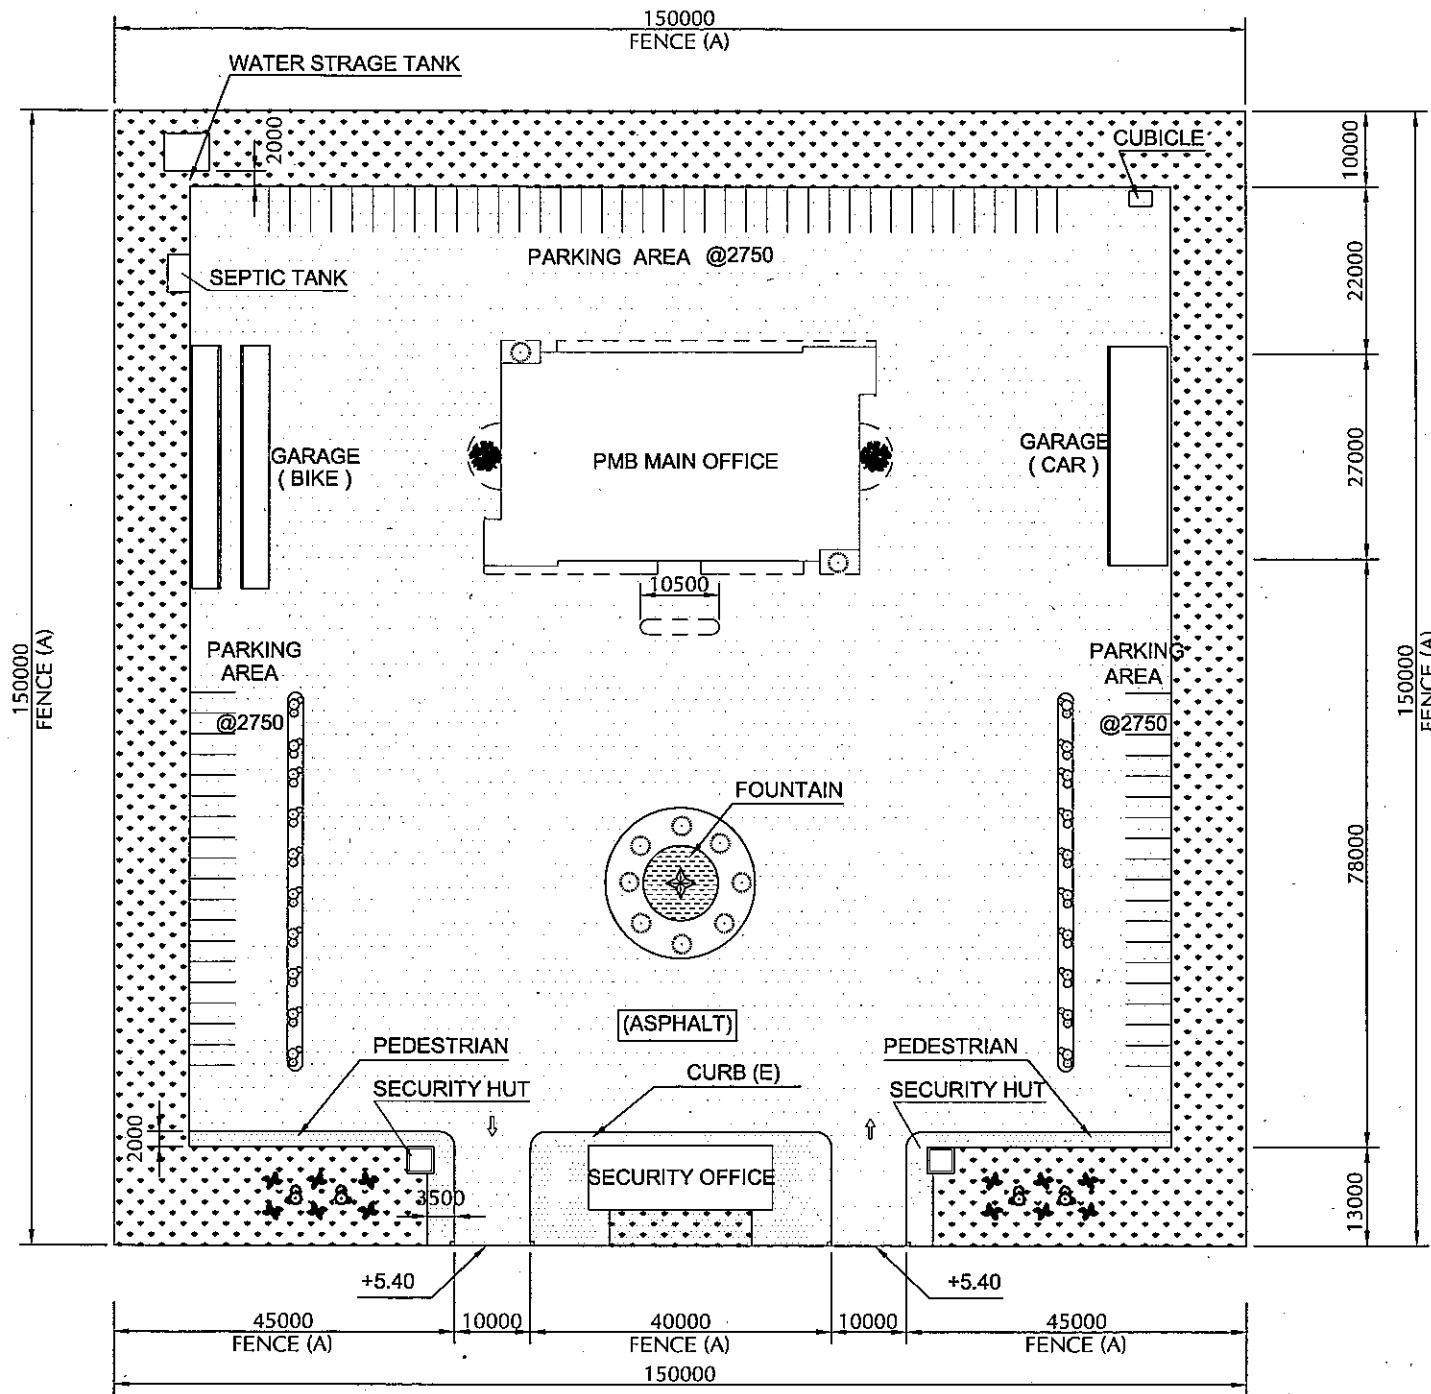 150000
FENCE (A)
WATER STRAGE TANK
2000
CUBICLE
10000
PARKING AREA @2750
SEPTIC TANK
22000
GARAGE
( BIKE )
PMB MAIN OFFICE
GARAGE
( CAR )
27000
10500
150000
FENCE (A)
PARKING
AREA
@2750
PARKING
AREA
@2750
150000
FENCE (A)
FOUNTAIN
78000
(ASPHALT)
PEDESTRIAN
SECURITY HUT
CURB (E)
PEDESTRIAN
SECURITY HUT
2000
SECURITY OFFICE
3500
13000
+5.40
+5.40
45000
FENCE (A)
10000
40000
FENCE (A)
10000
45000
FENCE (A)
150000